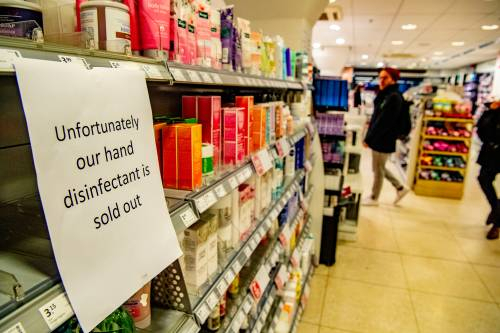 Unfortunately
our hand
disinfectant is
sold out